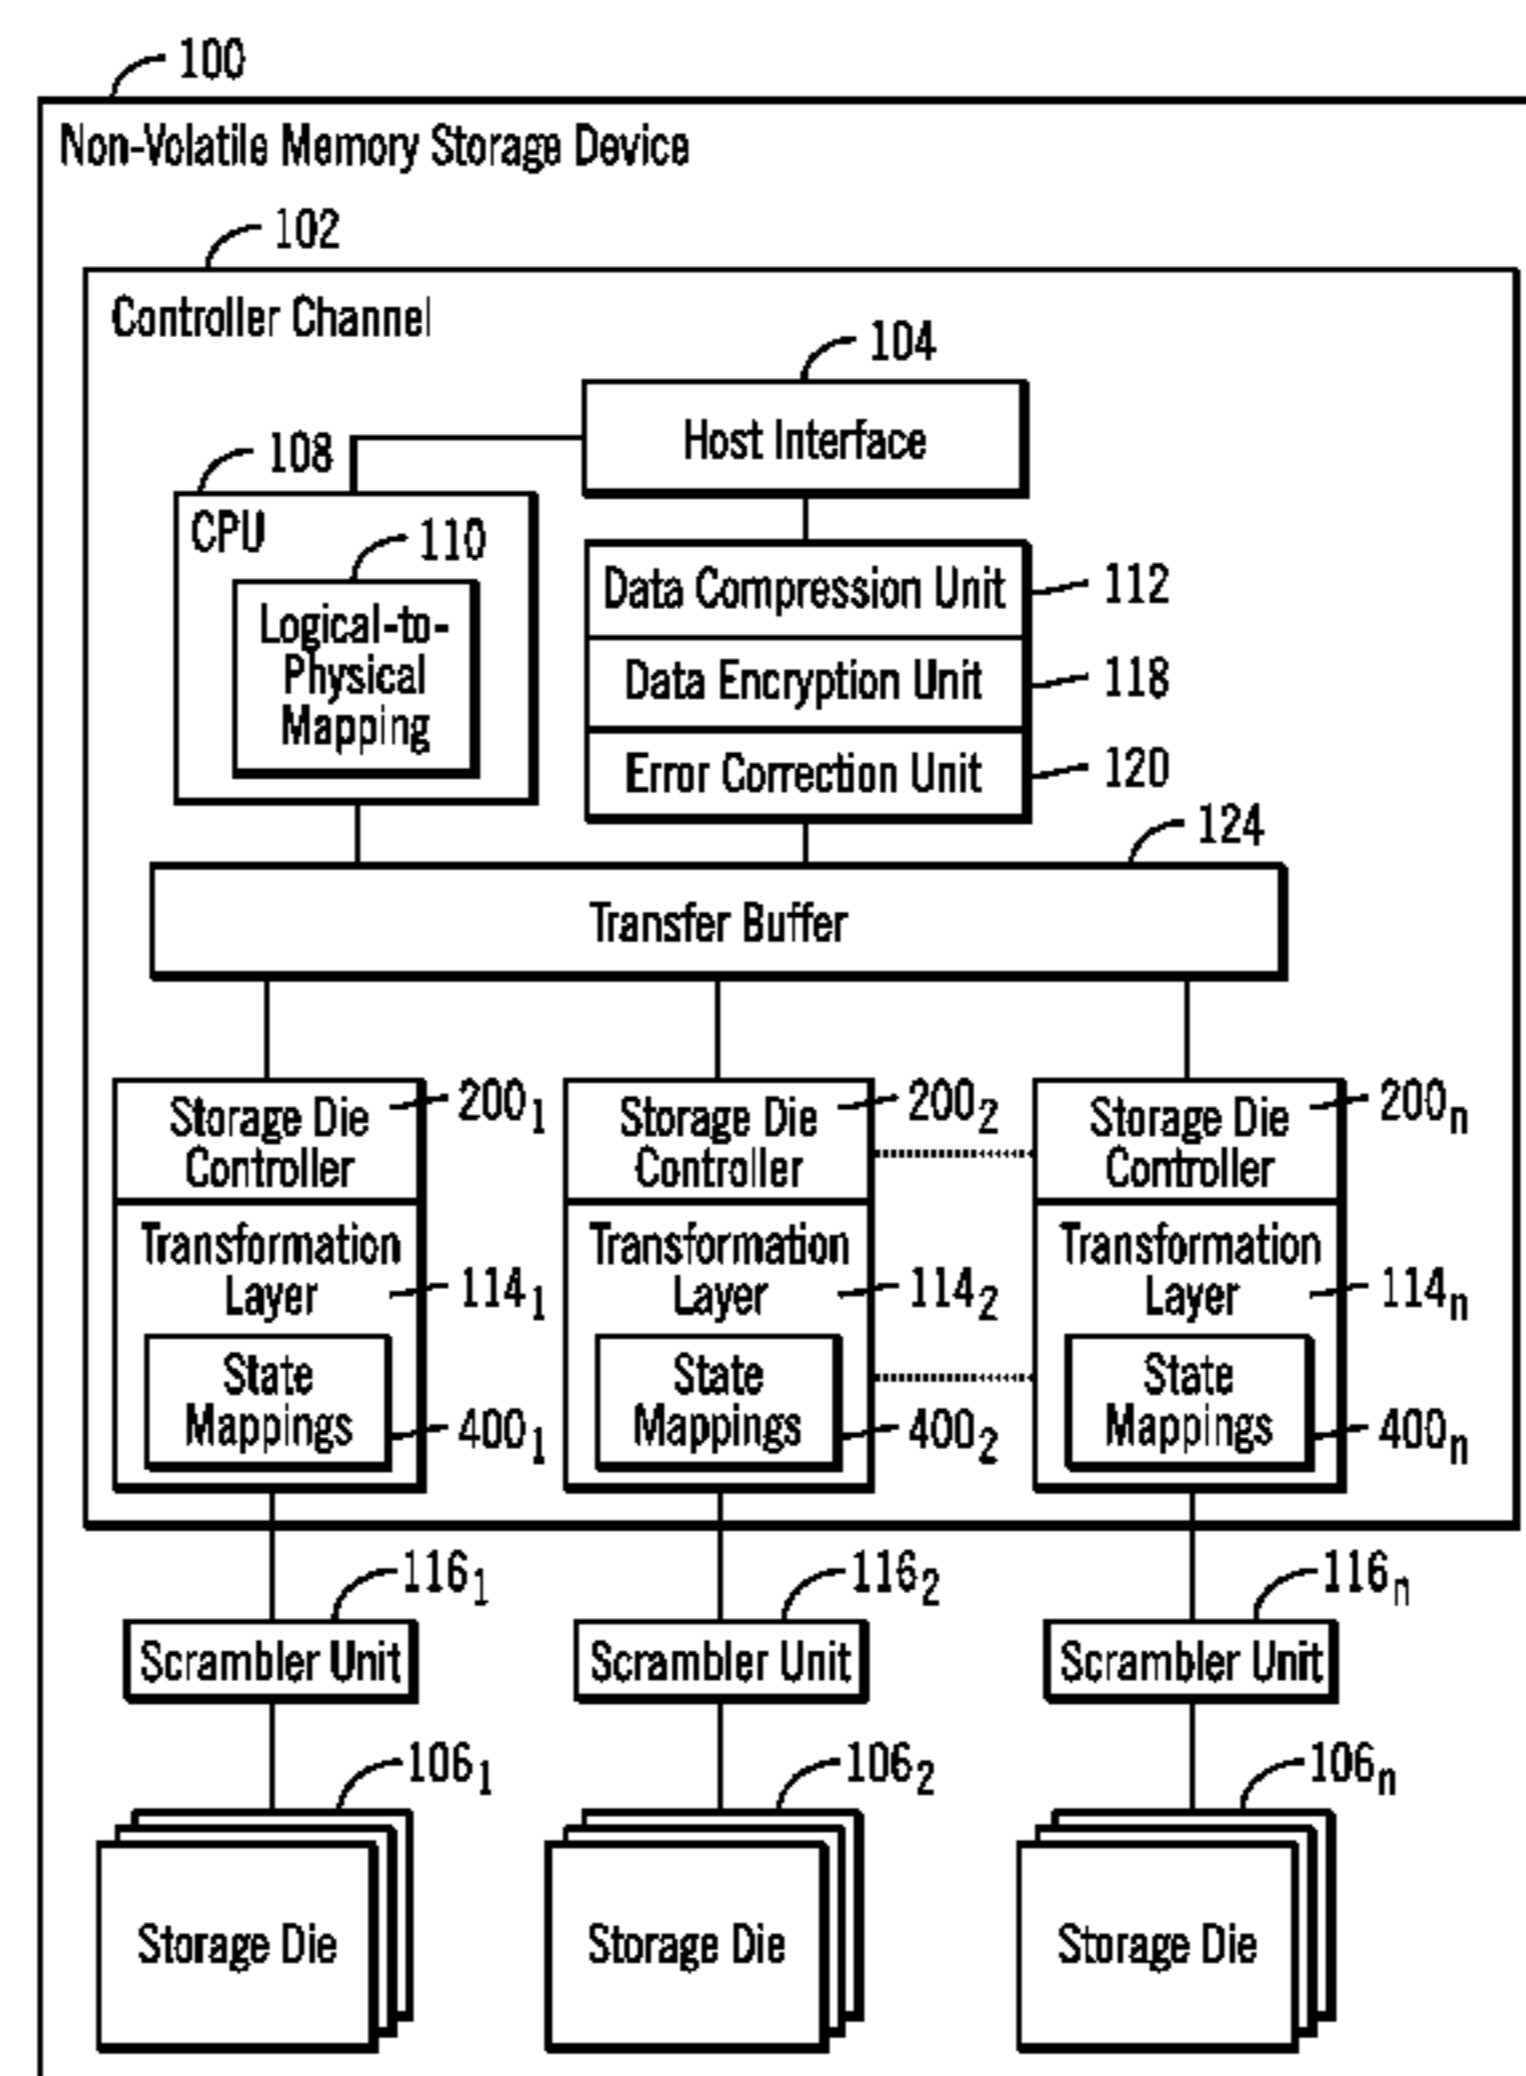 100
Non-Volatile Memory Storage Device
102
Controller Channel
104
Host Interface
108
CPU
110
Logical-to-
Physical
Mapping
Data Compression Unit
112
Data Encryption Unit
118
Error Correction Unit
120
124
Transfer Buffer
Storage Die
Controller
200₁
Transformation
Layer
114₁
State
Mappings
400₁
Storage Die
Controller
200₂
Transformation
Layer
114₂
State
Mappings
400₂
Storage Die
Controller
200ₙ
Transformation
Layer
114ₙ
State
Mappings
400ₙ
116₁
Scrambler Unit
116₂
Scrambler Unit
116ₙ
Scrambler Unit
106₁
Storage Die
106₂
Storage Die
106ₙ
Storage Die